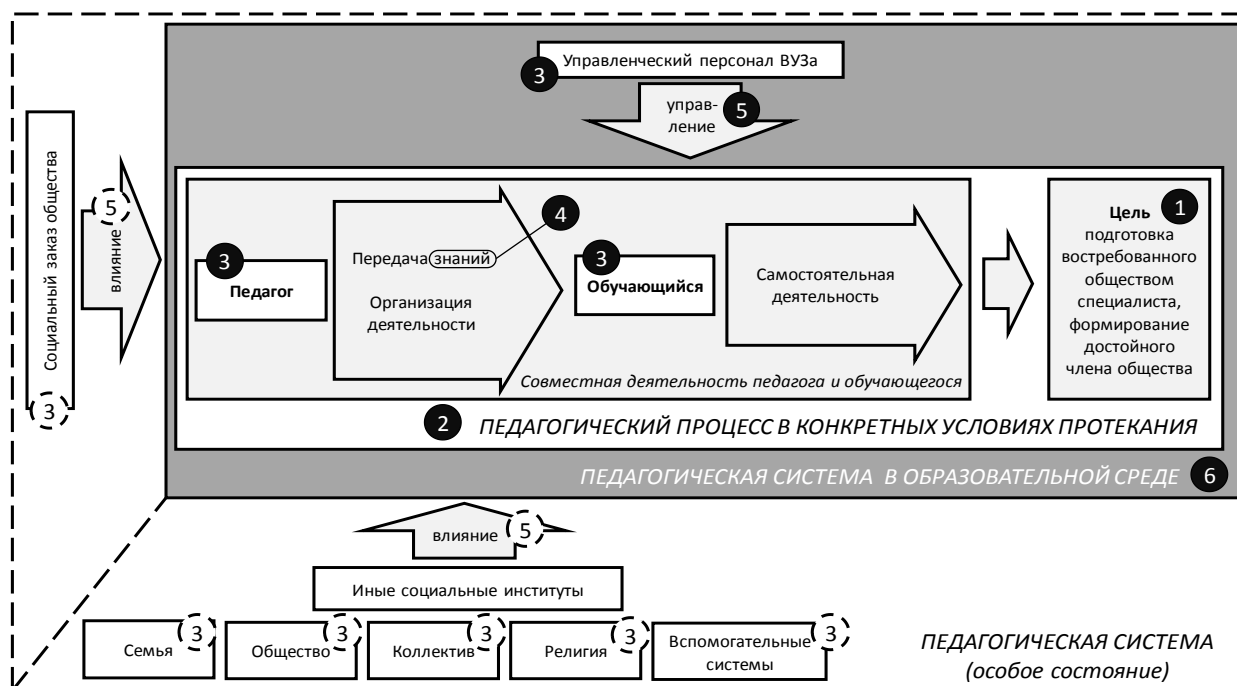 Управленческий персонал ВУЗа
3
управ-
ление
5
Социальный заказ общества
3
влияние
5
3
Педагог
Передача знаний
4
Организация
деятельности
3
Обучающийся
Самостоятельная
деятельность
Совместная деятельность педагога и обучающегося
1
Цель
подготовка
востребованного
обществом
специалиста,
формирование
достойного
члена общества
2 ПЕДАГОГИЧЕСКИЙ ПРОЦЕСС В КОНКРЕТНЫХ УСЛОВИЯХ ПРОТЕКАНИЯ
ПЕДАГОГИЧЕСКАЯ СИСТЕМА В ОБРАЗОВАТЕЛЬНОЙ СРЕДЕ 6
влияние 5
Иные социальные институты
Семья 3
Общество 3
Коллектив 3
Религия 3
Вспомогательные 3
системы
ПЕДАГОГИЧЕСКАЯ СИСТЕМА
(особое состояние)